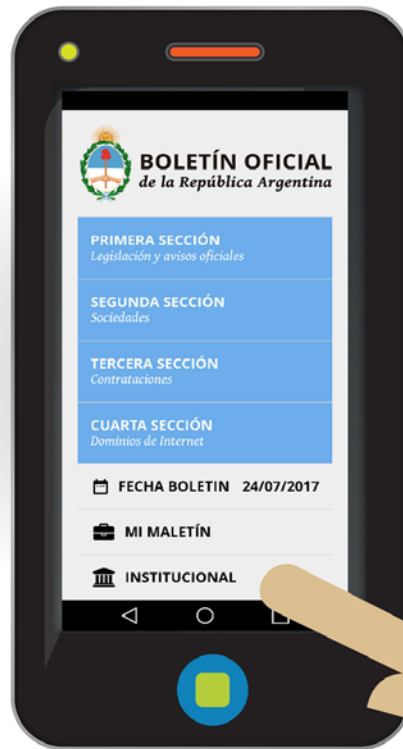 BOLETÍN OFICIAL
de la República Argentina
PRIMERA SECCIÓN
Legislación y avisos oficiales
SEGUNDA SECCIÓN
Sociedades
TERCERA SECCIÓN
Contrataciones
CUARTA SECCIÓN
Dominios de Internet
FECHA BOLETIN 24/07/2017
MI MALETÍN
INSTITUCIONAL